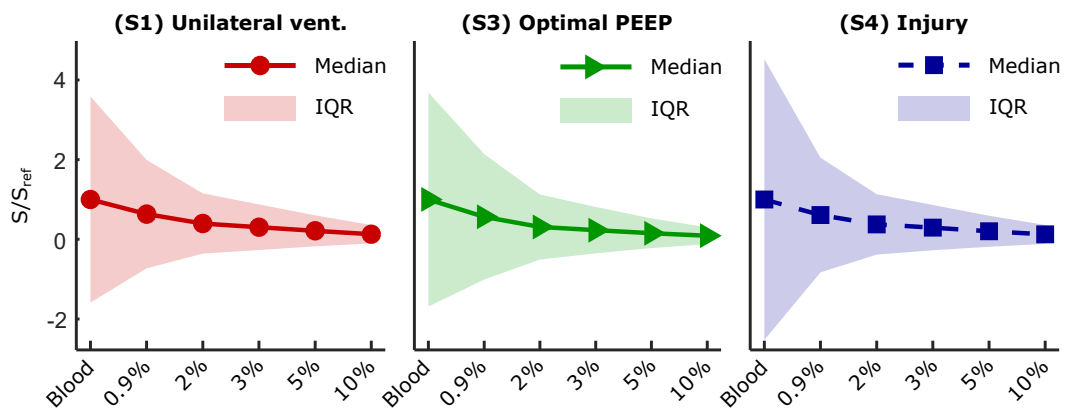 (S1) Unilateral vent.
(S3) Optimal PEEP
(S4) Injury
S/Sref
4
2
0
-2
Median
IQR
Median
IQR
Median
IQR
Blood
0.9%
2%
3%
5%
10%
Blood
0.9%
2%
3%
5%
10%
Blood
0.9%
2%
3%
5%
10%